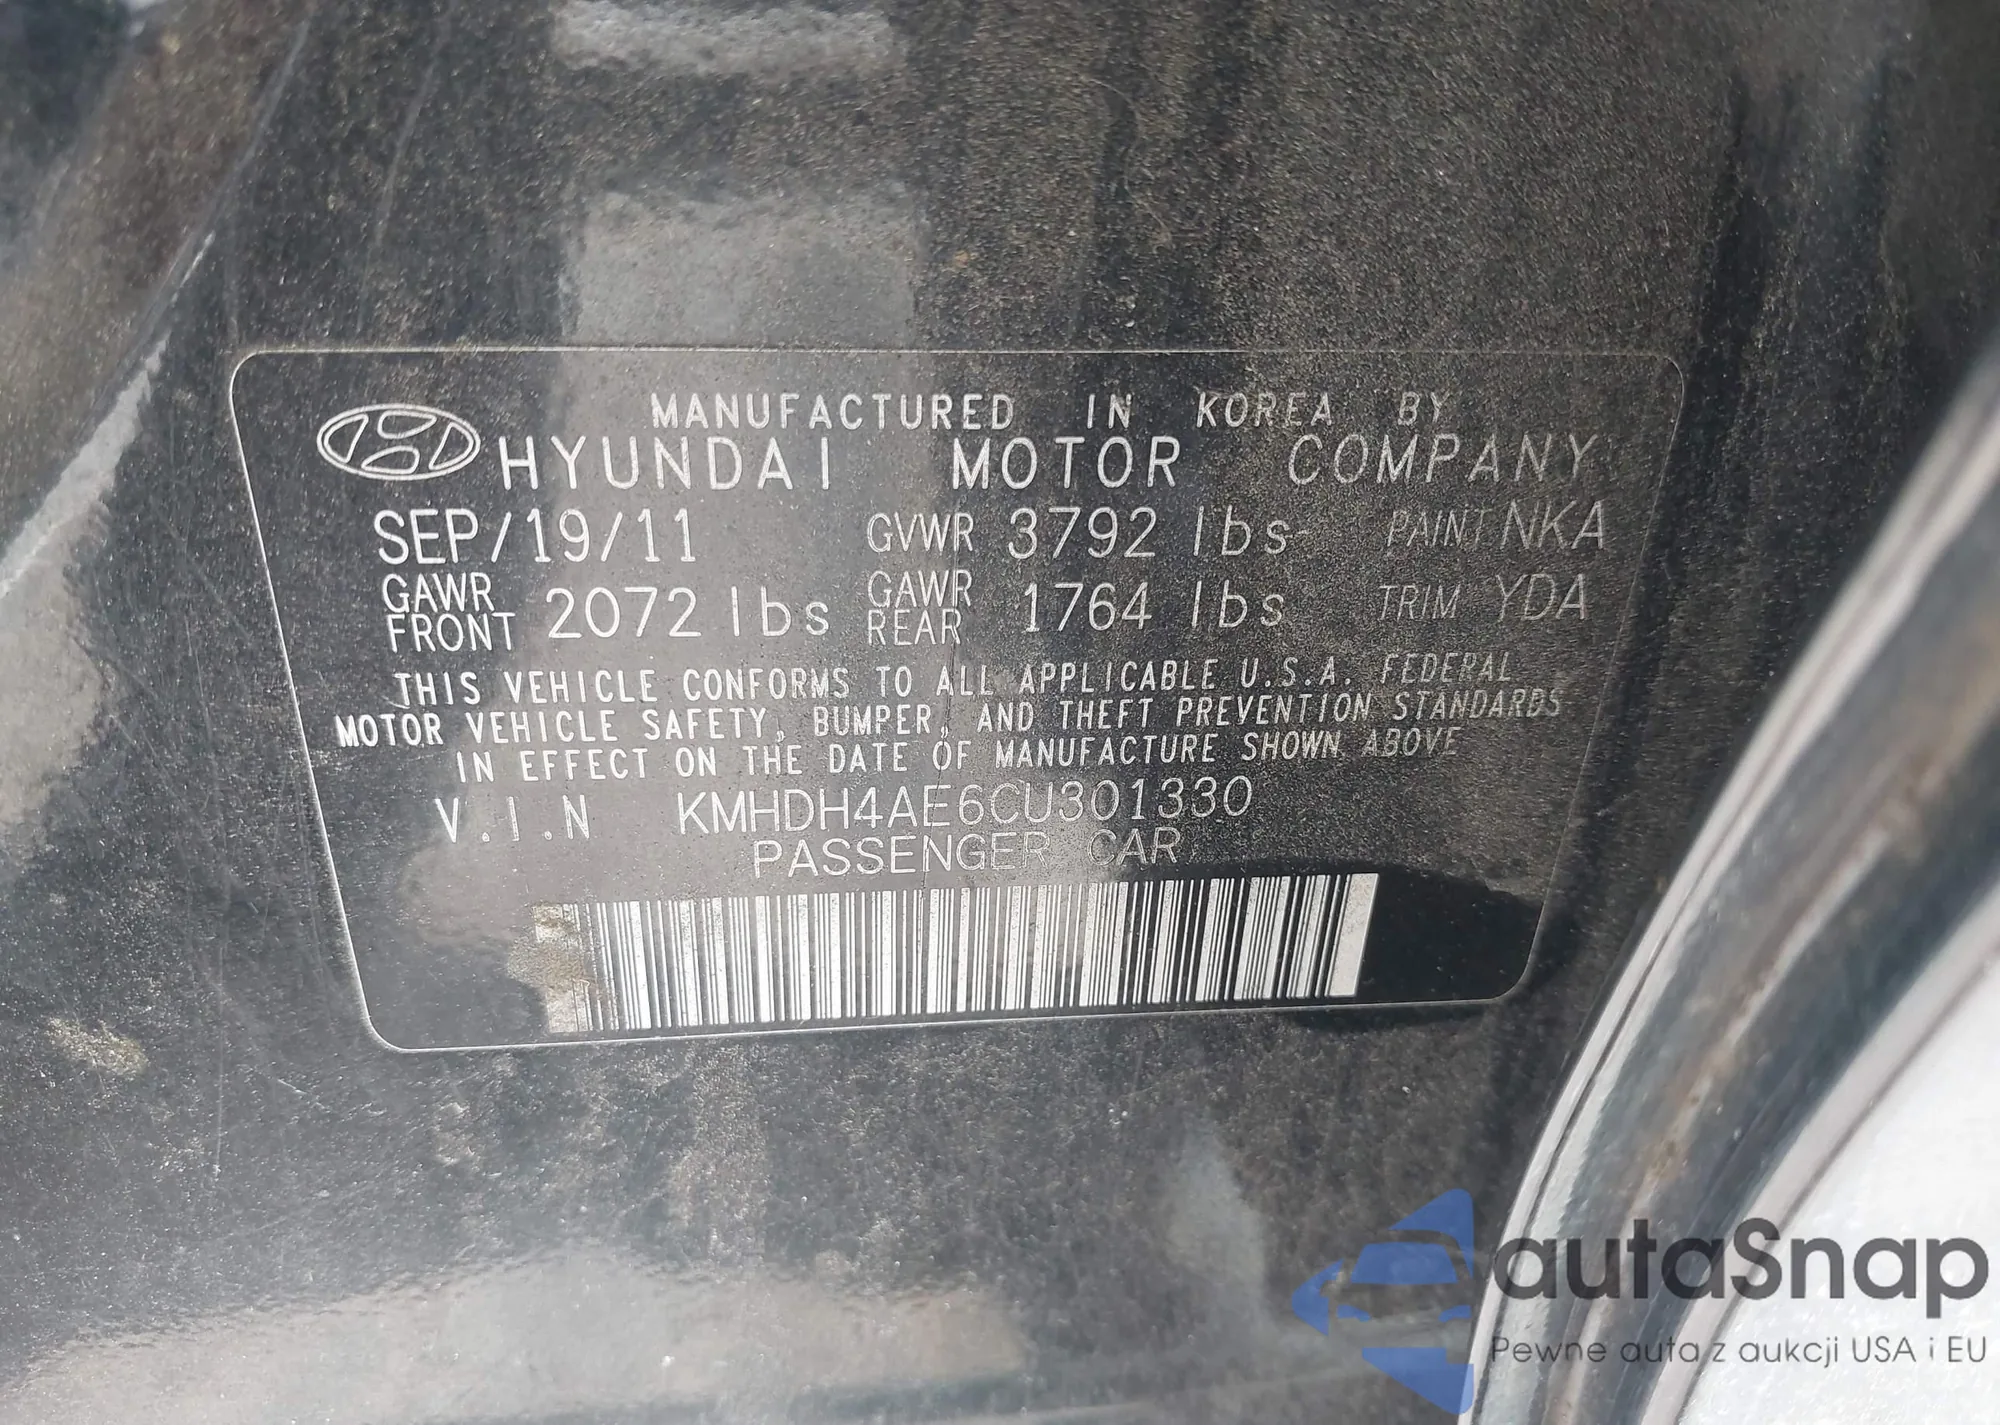 MANUFACTURED IN KOREA BY
HYUNDAI MOTOR COMPANY
SEP/19/11 GVWR 3792 lbs PAINT NKA
GAWR FRONT 2072 lbs GAWR REAR 1764 lbs TRIM YDA
THIS VEHICLE CONFORMS TO ALL APPLICABLE U.S.A. FEDERAL
MOTOR VEHICLE SAFETY, BUMPER, AND THEFT PREVENTION STANDARDS
IN EFFECT ON THE DATE OF MANUFACTURE SHOWN ABOVE
V.I.N KMHDH4AE6CU301330
PASSENGER CAR
autaSnap
Pewne auta z aukcji USA i EU